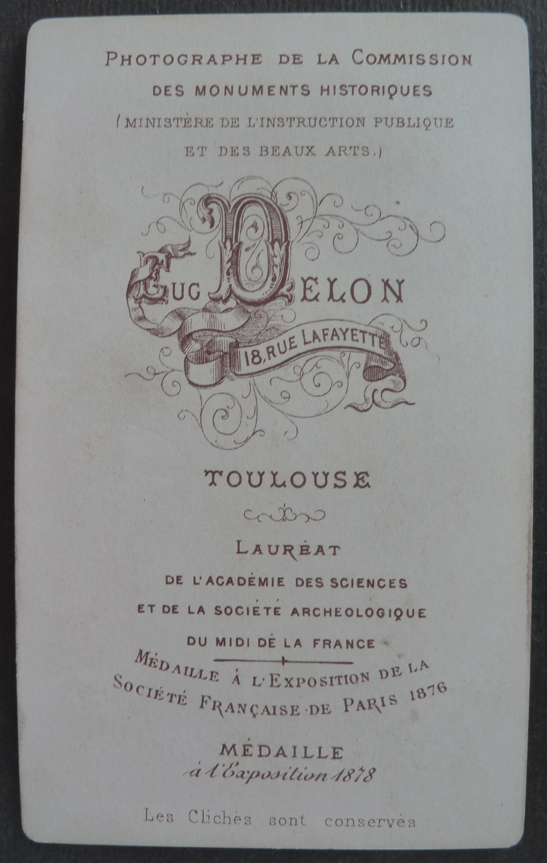 PHOTOGRAPHE DE LA COMMISSION
DES MONUMENTS HISTORIQUES
(MINISTÈRE DE L'INSTRUCTION PUBLIQUE
ET DES BEAUX ARTS.)
EUG DELON
18, RUE LAFAYETTE
TOULOUSE
LAURÉAT
DE L'ACADÉMIE DES SCIENCES
ET DE LA SOCIÉTÉ ARCHEOLOGIQUE
DU MIDI DE LA FRANCE
MÉDAILLE À L'EXPOSITION DE LA
SOCIÉTÉ FRANÇAISE DE PARIS 1876
MÉDAILLE
à l'Exposition 1878
Les Clichés sont conservés